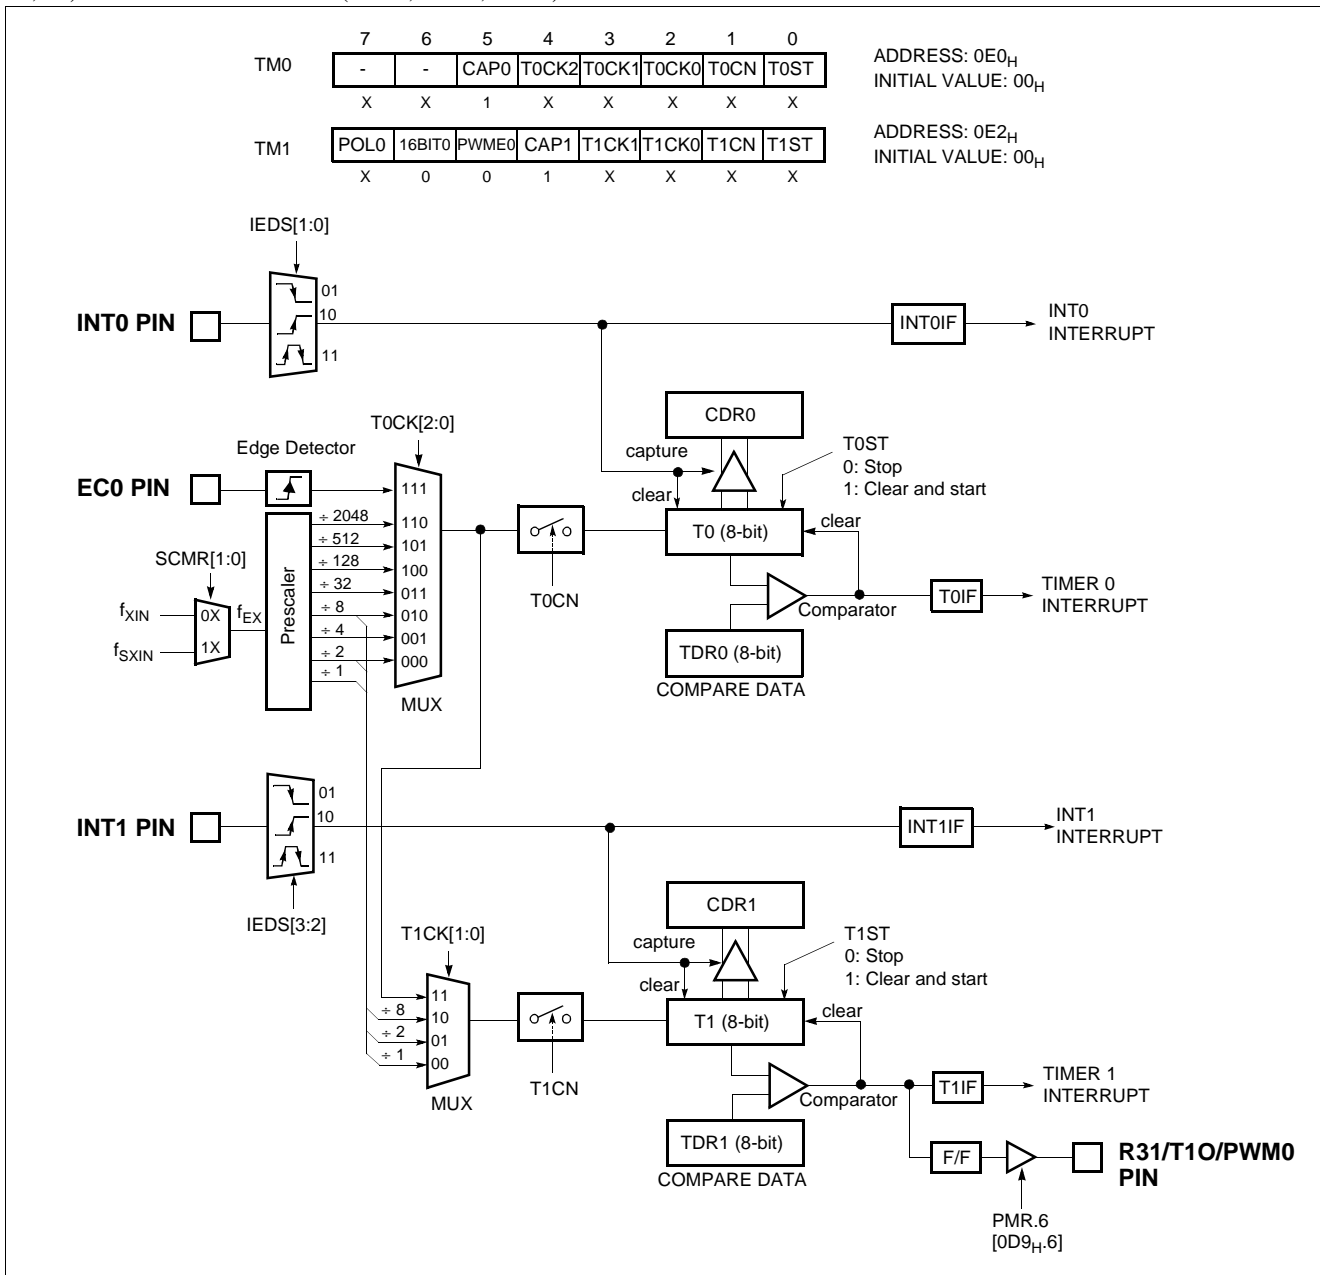 7 6 5 4 3 2 1 0
TM0 - - CAP0 T0CK2 T0CK1 T0CK0 T0CN T0ST
ADDRESS: 0E0H
INITIAL VALUE: 00H
X X 1 X X X X X
TM1 POL0 16BIT0 PWME0 CAP1 T1CK1 T1CK0 T1CN T1ST
ADDRESS: 0E2H
INITIAL VALUE: 00H
X 0 0 1 X X X X
IEDS[1:0]
01
INT0 PIN
10
11
INT0IF
INT0
INTERRUPT
CDR0
T0CK[2:0]
Edge Detector
capture
T0ST
0: Stop
1: Clear and start
EC0 PIN
111
clear
÷ 2048
110
T0 (8-bit)
clear
÷ 512
101
÷ 128
100
SCMR[1:0]
÷ 32
011
T0CN
Comparator
T0IF
TIMER 0
INTERRUPT
fXIN
0X
fEX
Prescaler
÷ 8
010
÷ 4
001
fSXIN
1X
÷ 2
000
÷ 1
TDR0 (8-bit)
COMPARE DATA
MUX
01
INT1 PIN
10
11
INT1IF
INT1
INTERRUPT
IEDS[3:2]
CDR1
T1CK[1:0]
capture
T1ST
0: Stop
1: Clear and start
clear
11
÷ 8
10
T1 (8-bit)
clear
÷ 2
01
÷ 1
00
T1CN
MUX
Comparator
T1IF
TIMER 1
INTERRUPT
TDR1 (8-bit)
COMPARE DATA
F/F
R31/T1O/PWM0
PIN
PMR.6
[0D9H.6]